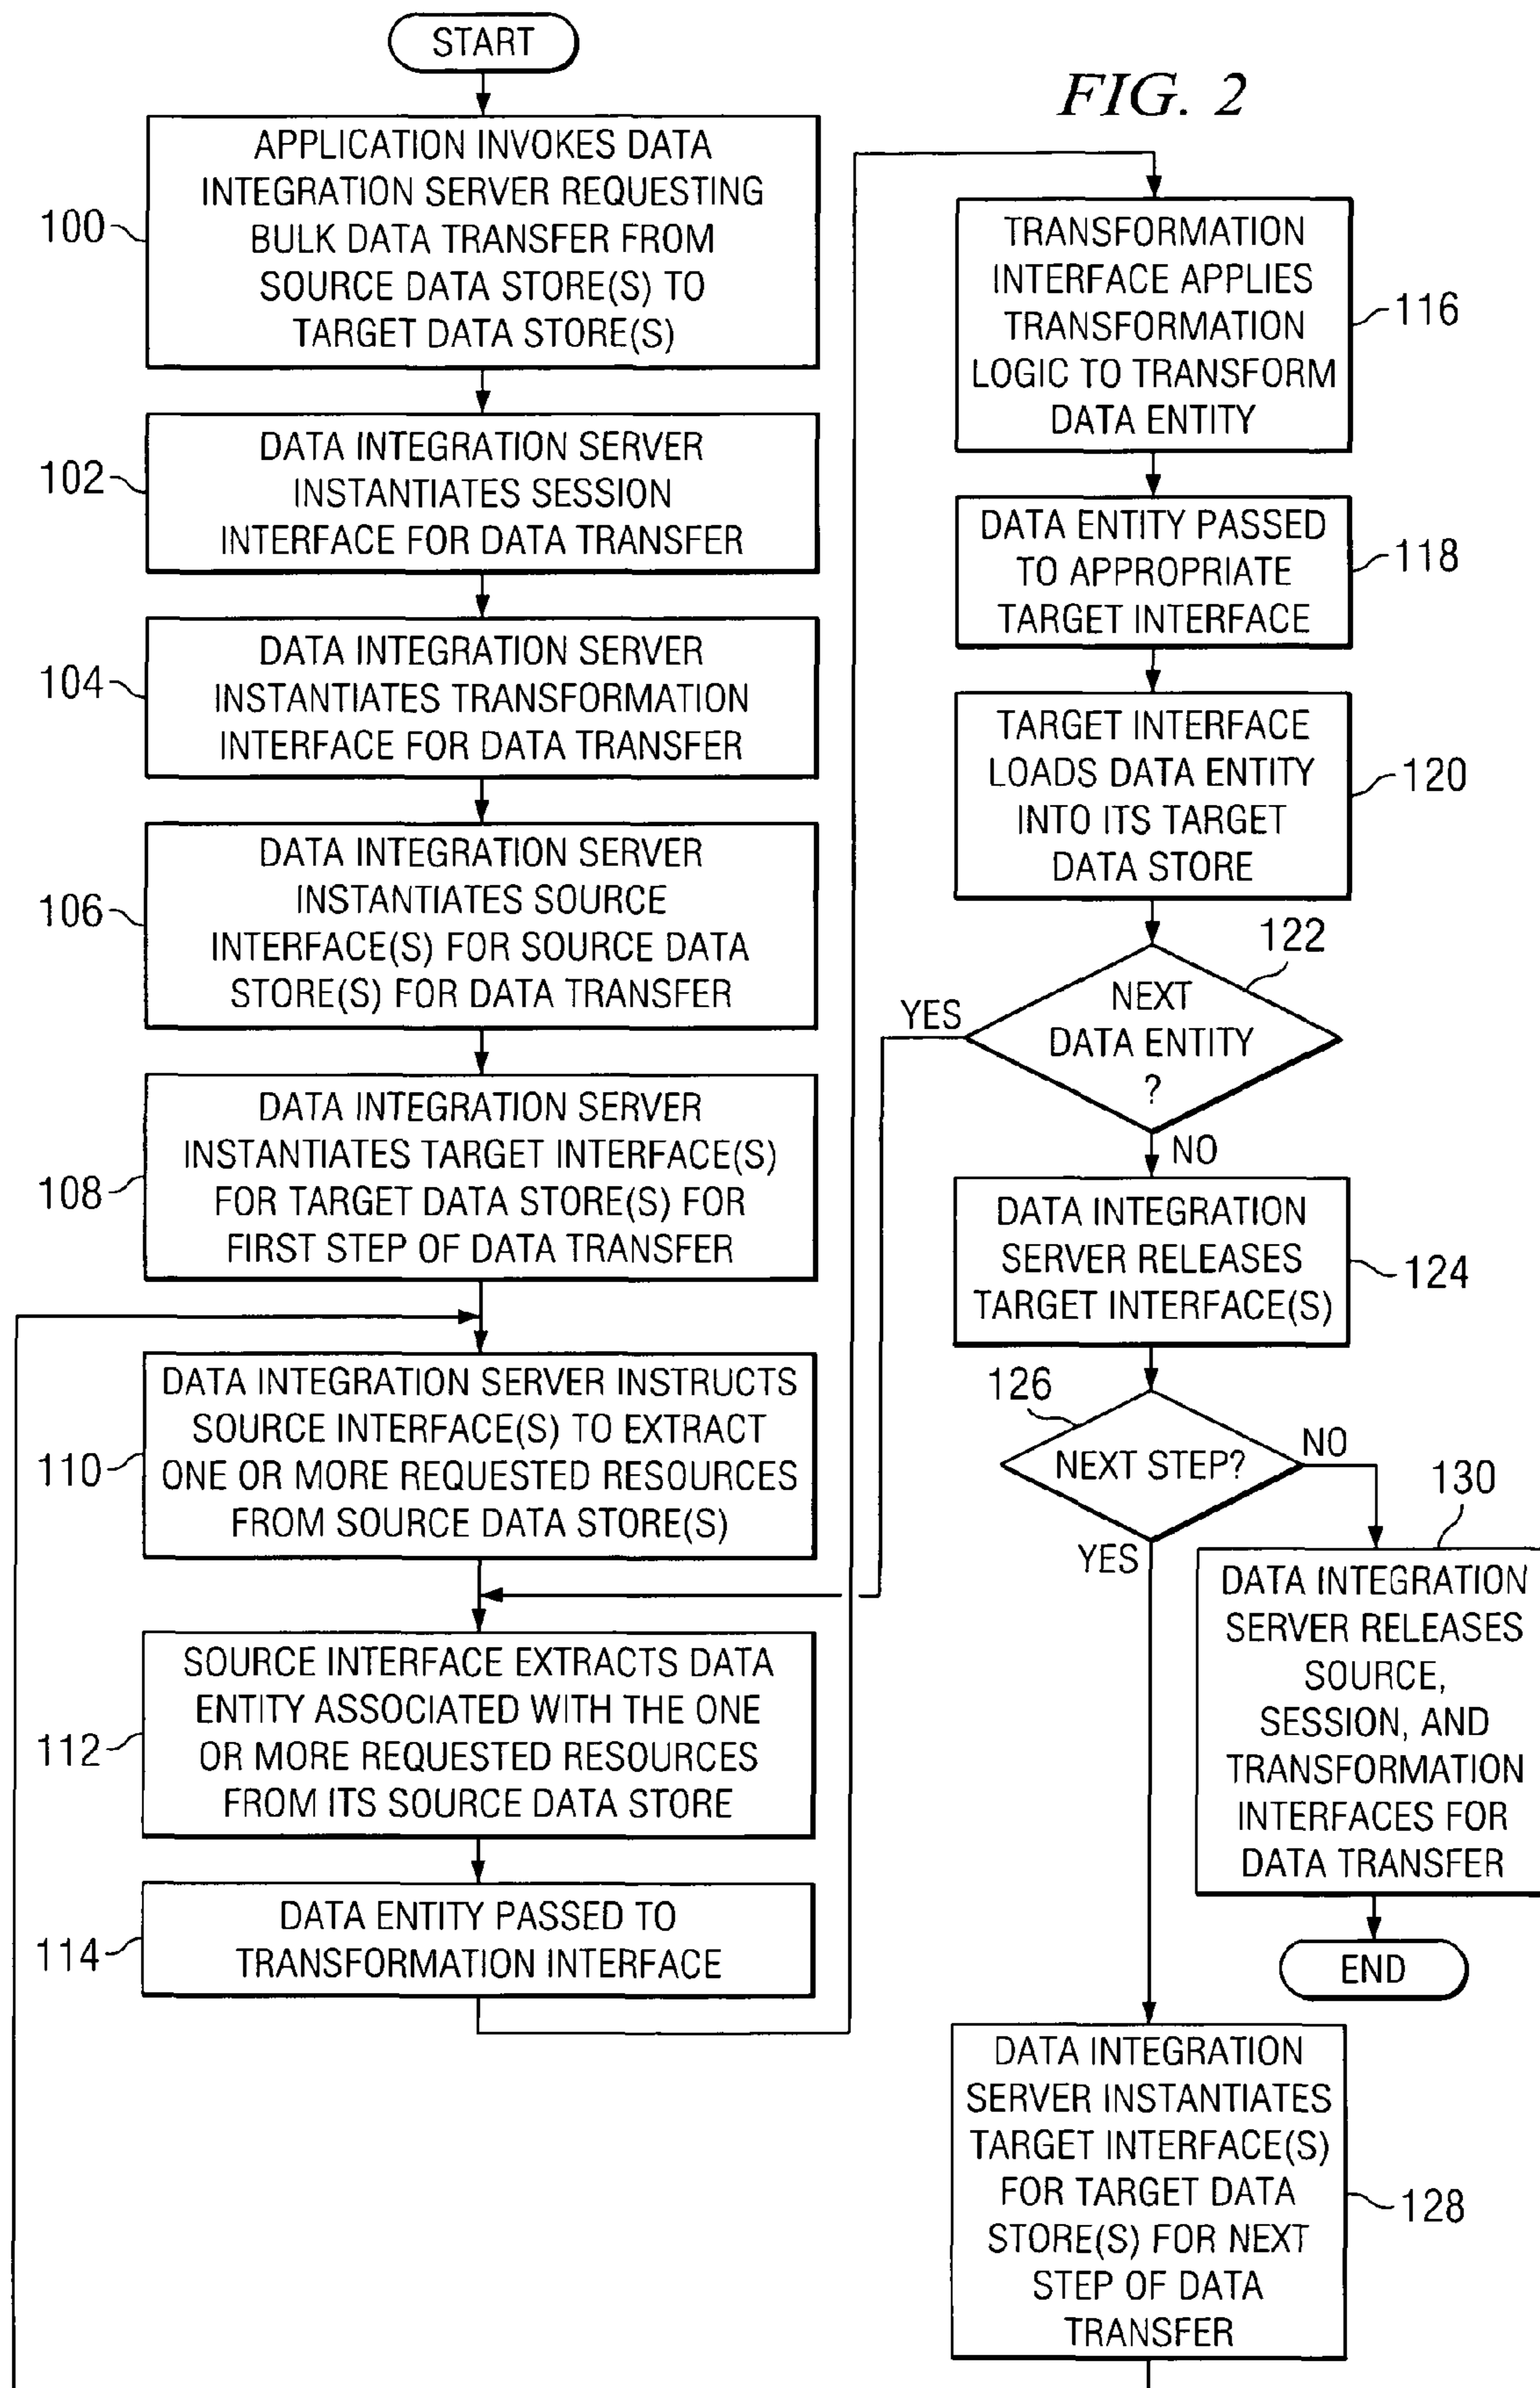 START
FIG. 2
100
APPLICATION INVOKES DATA
INTEGRATION SERVER REQUESTING
BULK DATA TRANSFER FROM
SOURCE DATA STORE(S) TO
TARGET DATA STORE(S)
102
DATA INTEGRATION SERVER
INSTANTIATES SESSION
INTERFACE FOR DATA TRANSFER
104
DATA INTEGRATION SERVER
INSTANTIATES TRANSFORMATION
INTERFACE FOR DATA TRANSFER
106
DATA INTEGRATION SERVER
INSTANTIATES SOURCE
INTERFACE(S) FOR SOURCE DATA
STORE(S) FOR DATA TRANSFER
108
DATA INTEGRATION SERVER
INSTANTIATES TARGET INTERFACE(S)
FOR TARGET DATA STORE(S) FOR
FIRST STEP OF DATA TRANSFER
110
DATA INTEGRATION SERVER INSTRUCTS
SOURCE INTERFACE(S) TO EXTRACT
ONE OR MORE REQUESTED RESOURCES
FROM SOURCE DATA STORE(S)
112
SOURCE INTERFACE EXTRACTS DATA
ENTITY ASSOCIATED WITH THE ONE
OR MORE REQUESTED RESOURCES
FROM ITS SOURCE DATA STORE
114
DATA ENTITY PASSED TO
TRANSFORMATION INTERFACE
TRANSFORMATION
INTERFACE APPLIES
TRANSFORMATION
LOGIC TO TRANSFORM
DATA ENTITY
116
DATA ENTITY PASSED
TO APPROPRIATE
TARGET INTERFACE
118
TARGET INTERFACE
LOADS DATA ENTITY
INTO ITS TARGET
DATA STORE
120
122
NEXT
DATA ENTITY
?
YES
NO
DATA INTEGRATION
SERVER RELEASES
TARGET INTERFACE(S)
124
126
NEXT STEP?
NO
YES
130
DATA INTEGRATION
SERVER RELEASES
SOURCE,
SESSION, AND
TRANSFORMATION
INTERFACES FOR
DATA TRANSFER
END
DATA INTEGRATION
SERVER INSTANTIATES
TARGET INTERFACE(S)
FOR TARGET DATA
STORE(S) FOR NEXT
STEP OF DATA
TRANSFER
128